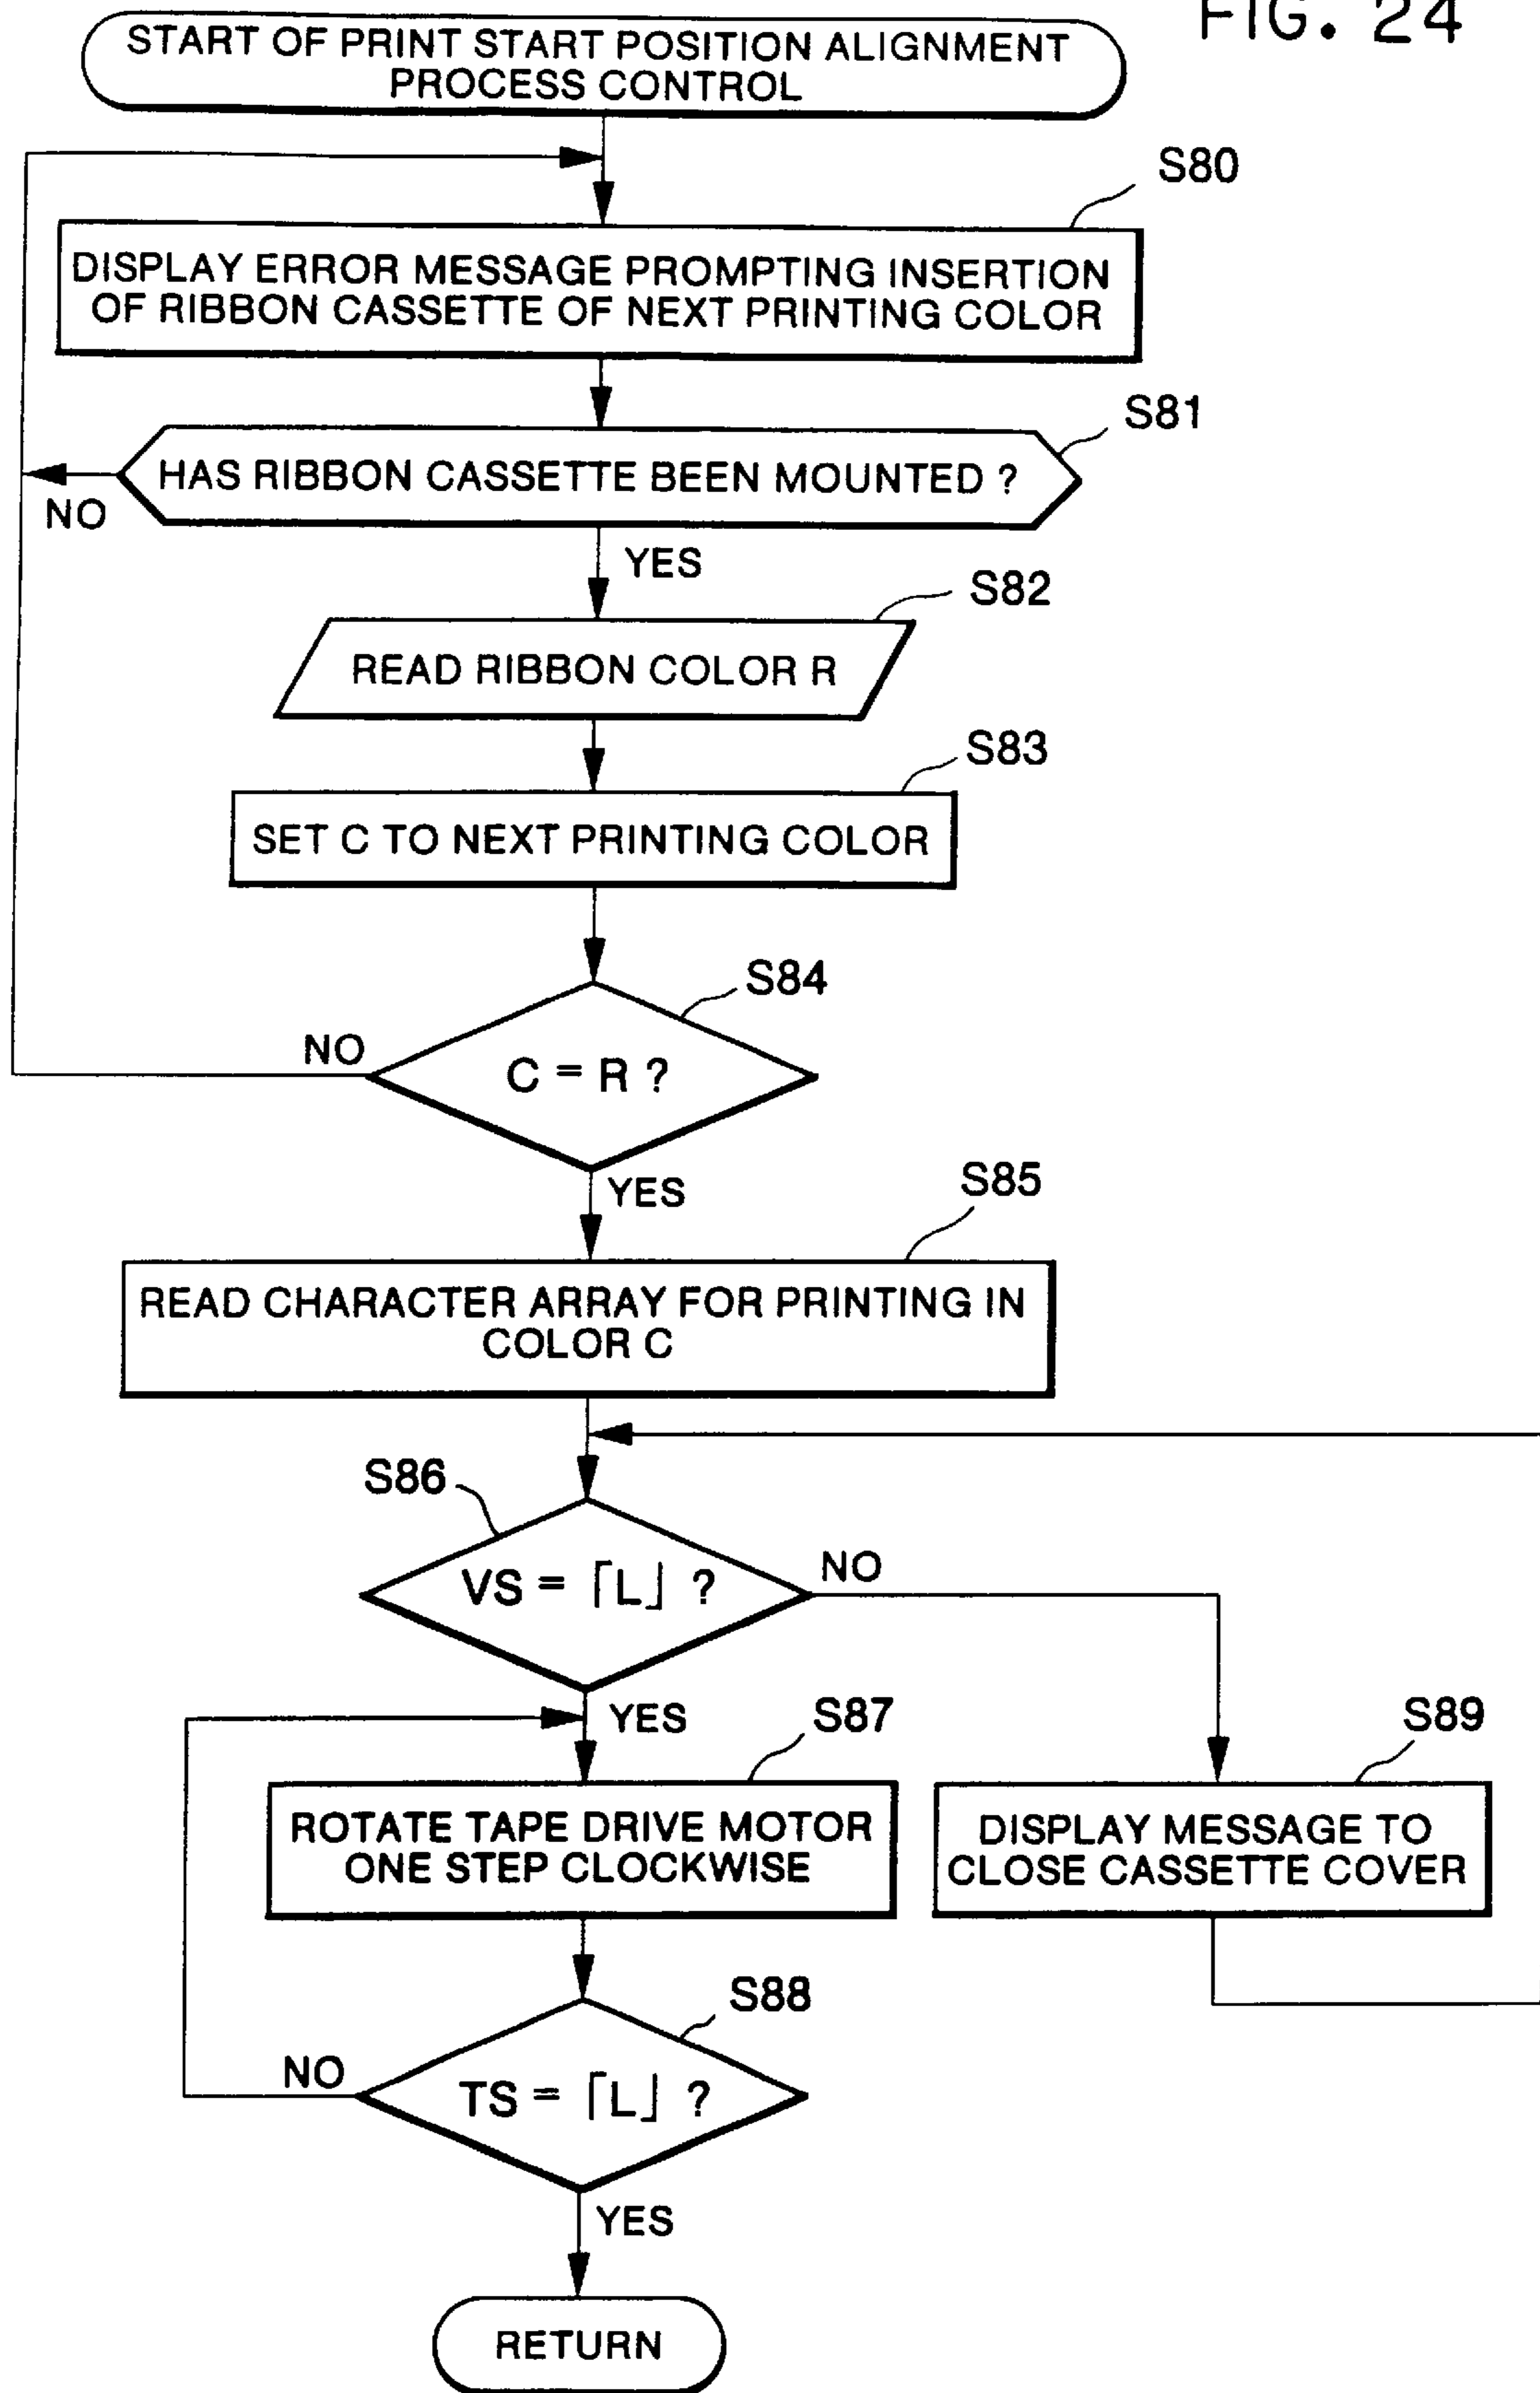 FIG. 24
START OF PRINT START POSITION ALIGNMENT
PROCESS CONTROL
S80
DISPLAY ERROR MESSAGE PROMPTING INSERTION
OF RIBBON CASSETTE OF NEXT PRINTING COLOR
S81
HAS RIBBON CASSETTE BEEN MOUNTED ?
NO
YES
S82
READ RIBBON COLOR R
S83
SET C TO NEXT PRINTING COLOR
S84
NO
C = R ?
YES
S85
READ CHARACTER ARRAY FOR PRINTING IN
COLOR C
S86
VS = ⌈L⌋ ?
NO
YES
S87
S89
ROTATE TAPE DRIVE MOTOR
ONE STEP CLOCKWISE
DISPLAY MESSAGE TO
CLOSE CASSETTE COVER
S88
NO
TS = ⌈L⌋ ?
YES
RETURN